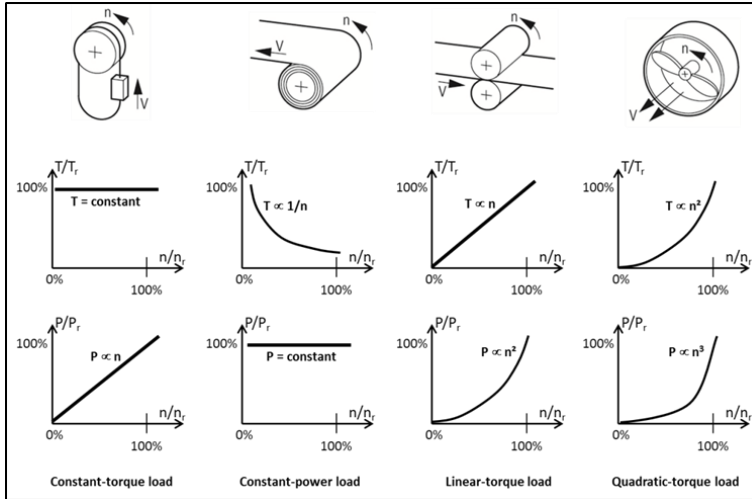 n V
V n
n V
n V
T/Tᵣ T/Tᵣ T/Tᵣ T/Tᵣ
100% 100% 100% 100%
T = constant T ∝ 1/n T ∝ n T ∝ n²
n/nᵣ n/nᵣ n/nᵣ n/nᵣ
0% 0% 0% 0%
100% 100% 100% 100%
P/Pᵣ P/Pᵣ P/Pᵣ P/Pᵣ
100% 100% 100% 100%
P ∝ n P = constant P ∝ n² P ∝ n³
n/nᵣ n/nᵣ n/nᵣ n/nᵣ
0% 0% 0% 0%
100% 100% 100% 100%
Constant-torque load Constant-power load Linear-torque load Quadratic-torque load